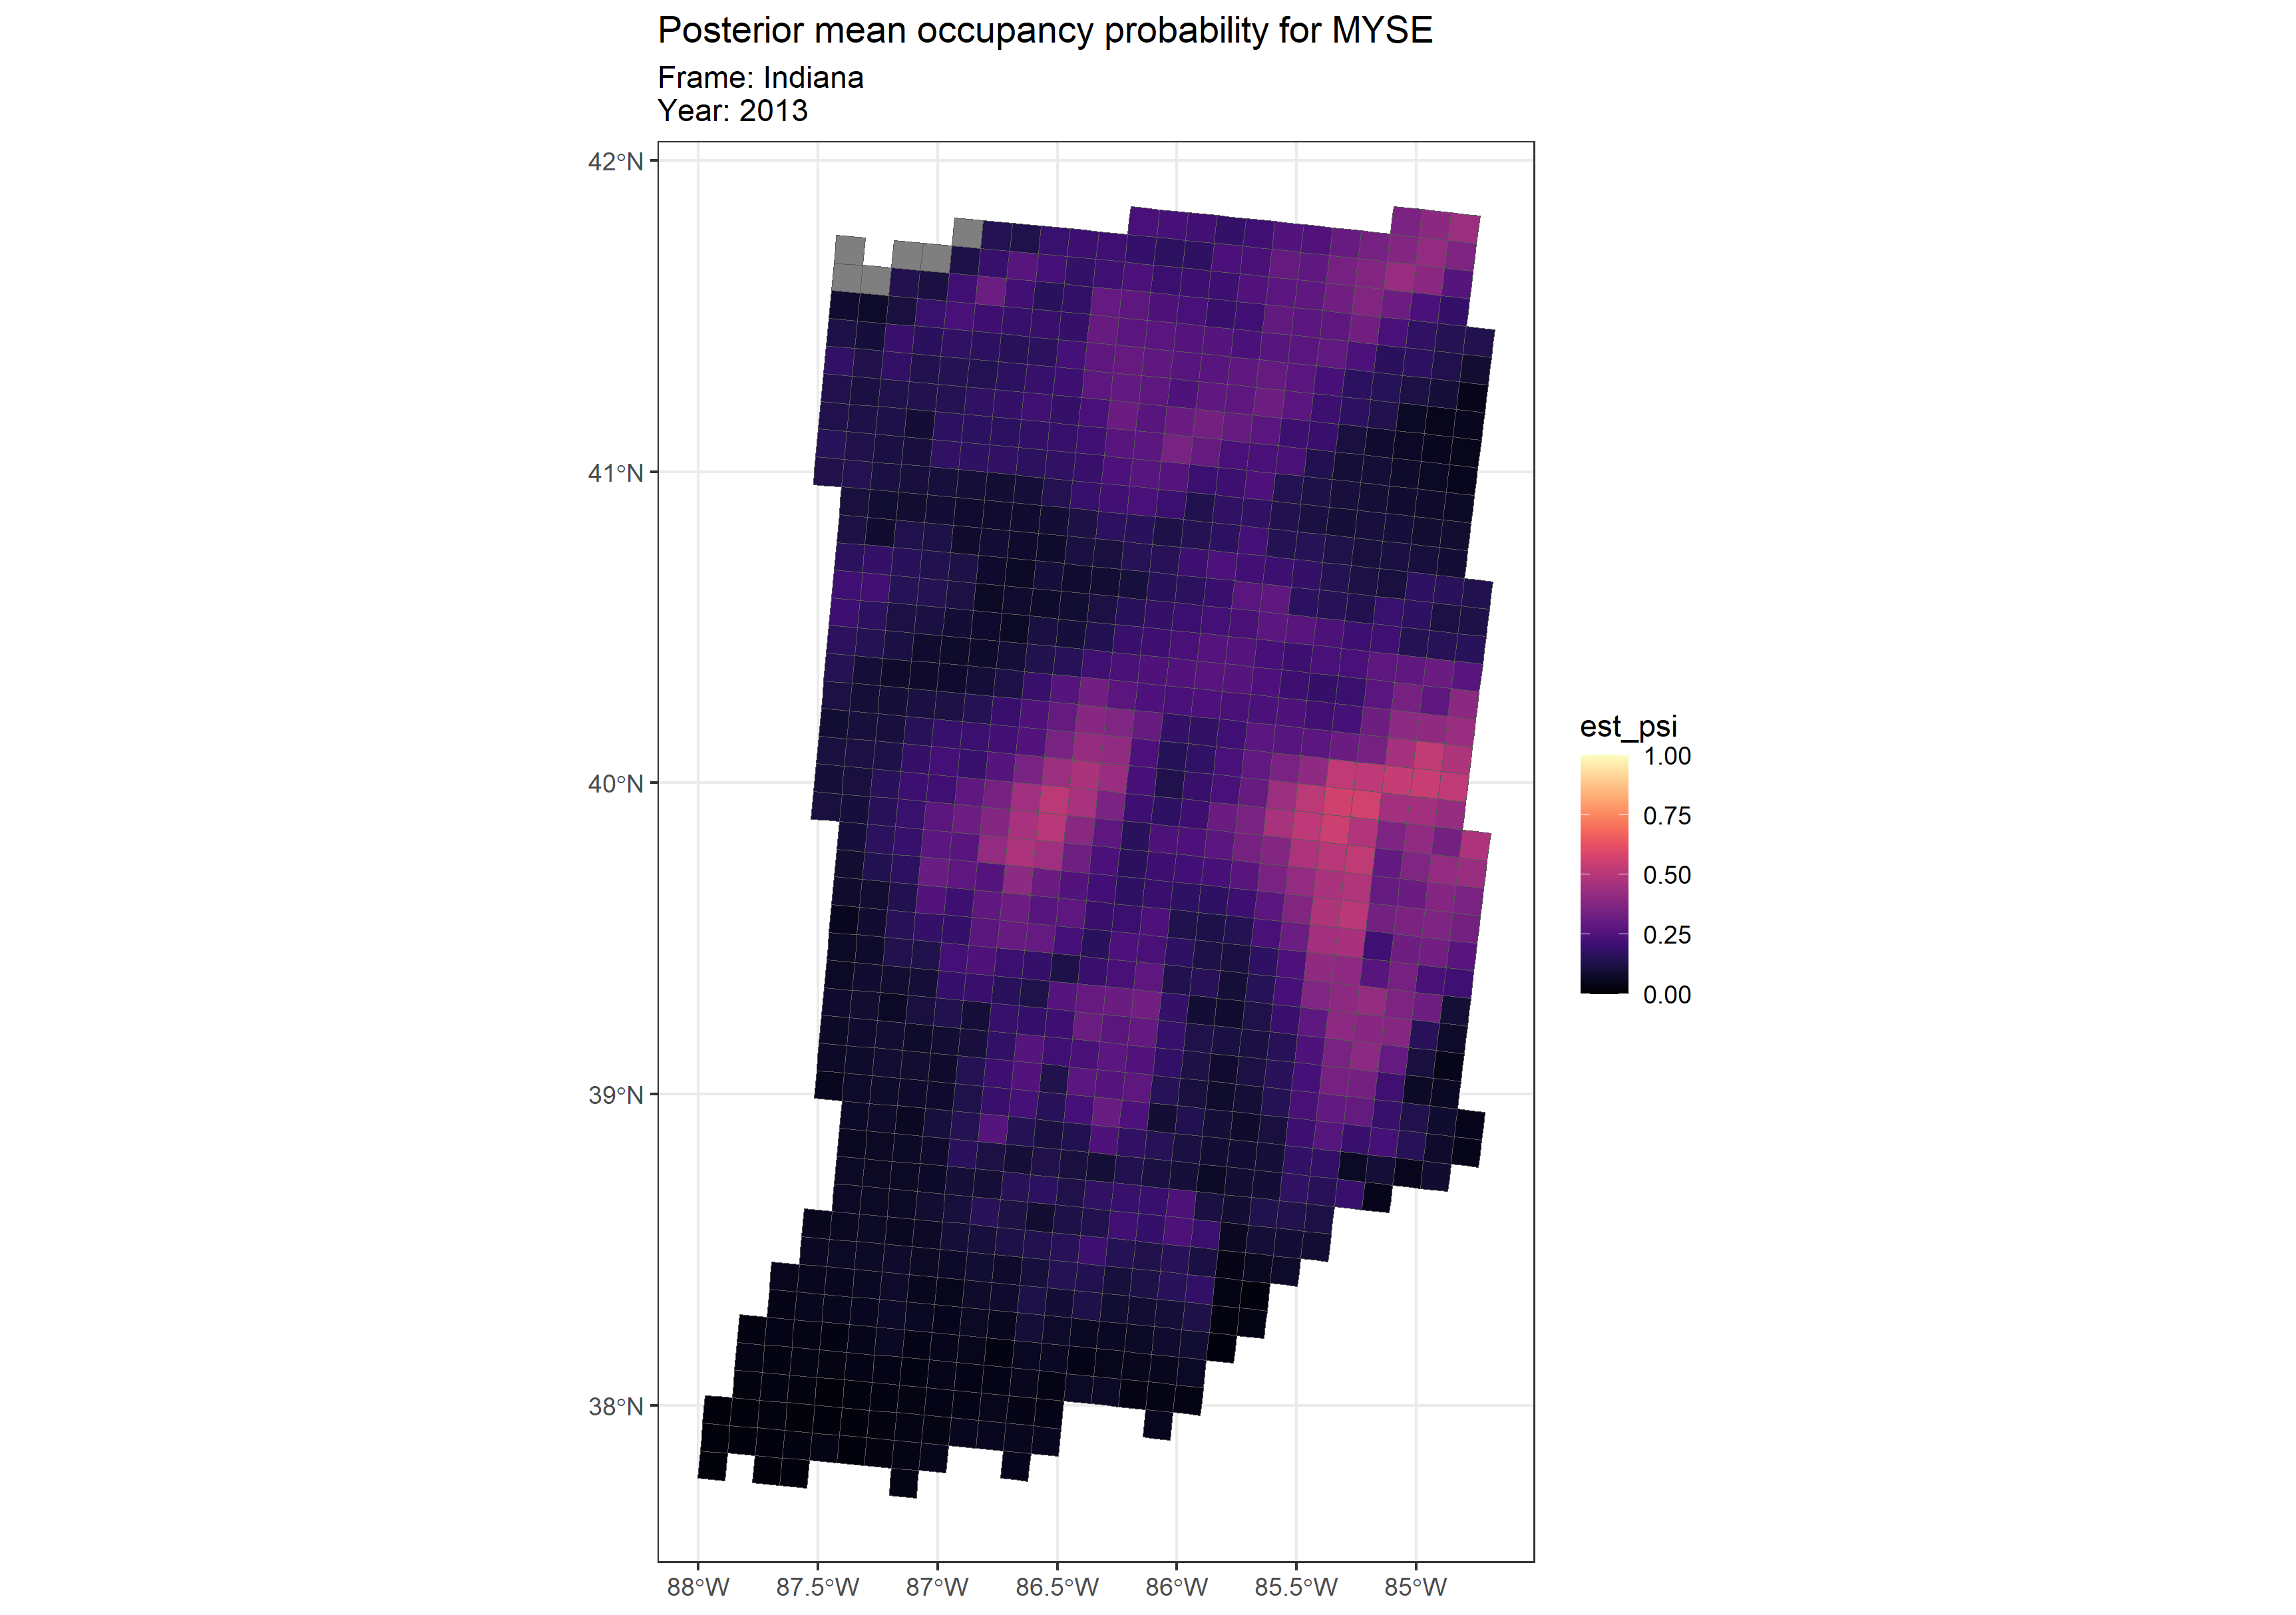 Posterior mean occupancy probability for MYSE
Frame: Indiana
Year: 2013
42°N
41°N
40°N
39°N
38°N
88°W
87.5°W
87°W
86.5°W
86°W
85.5°W
85°W
est_psi
1.00
0.75
0.50
0.25
0.00